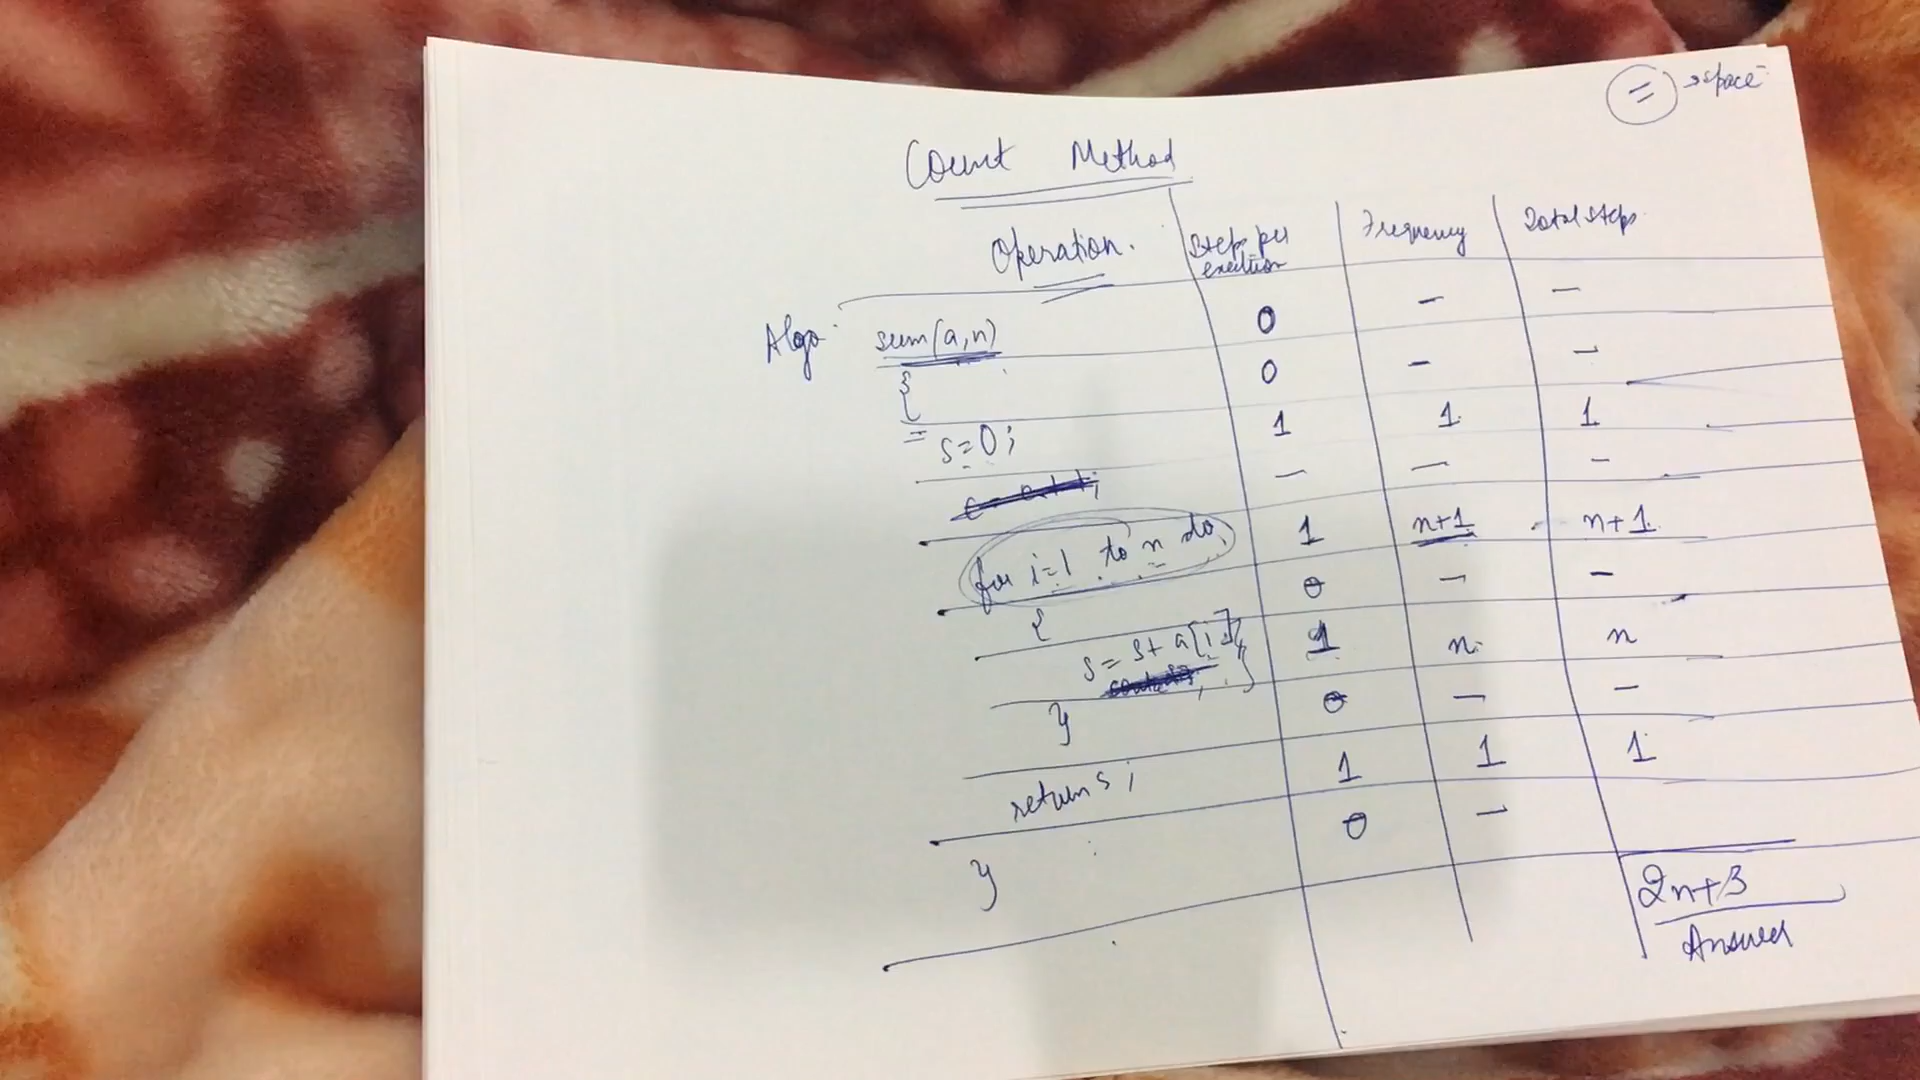 = → space
Count Method
Operation. Steps per execution Frequency Total steps
Algo. sum(a,n) 0 - -
{ 0 - -
= s=0; 1 1 1
- - -
for i=1 to n do, 1 n+1 n+1
{ 0 - -
s= s+ a[i]; 1 n n
} 0 - -
return s; 1 1 1
} 0 -
2n+3
Answer